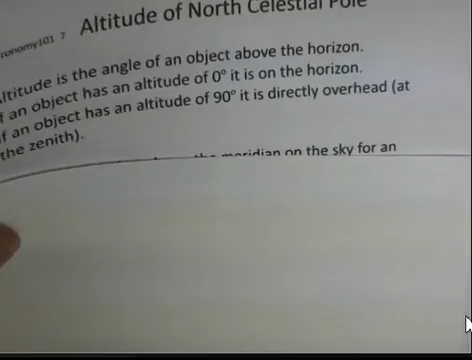 ronomy101 7
Altitude of North Celestial Pole
ltitude is the angle of an object above the horizon.
f an object has an altitude of 0° it is on the horizon.
f an object has an altitude of 90° it is directly overhead (at
the zenith).
the meridian on the sky for an